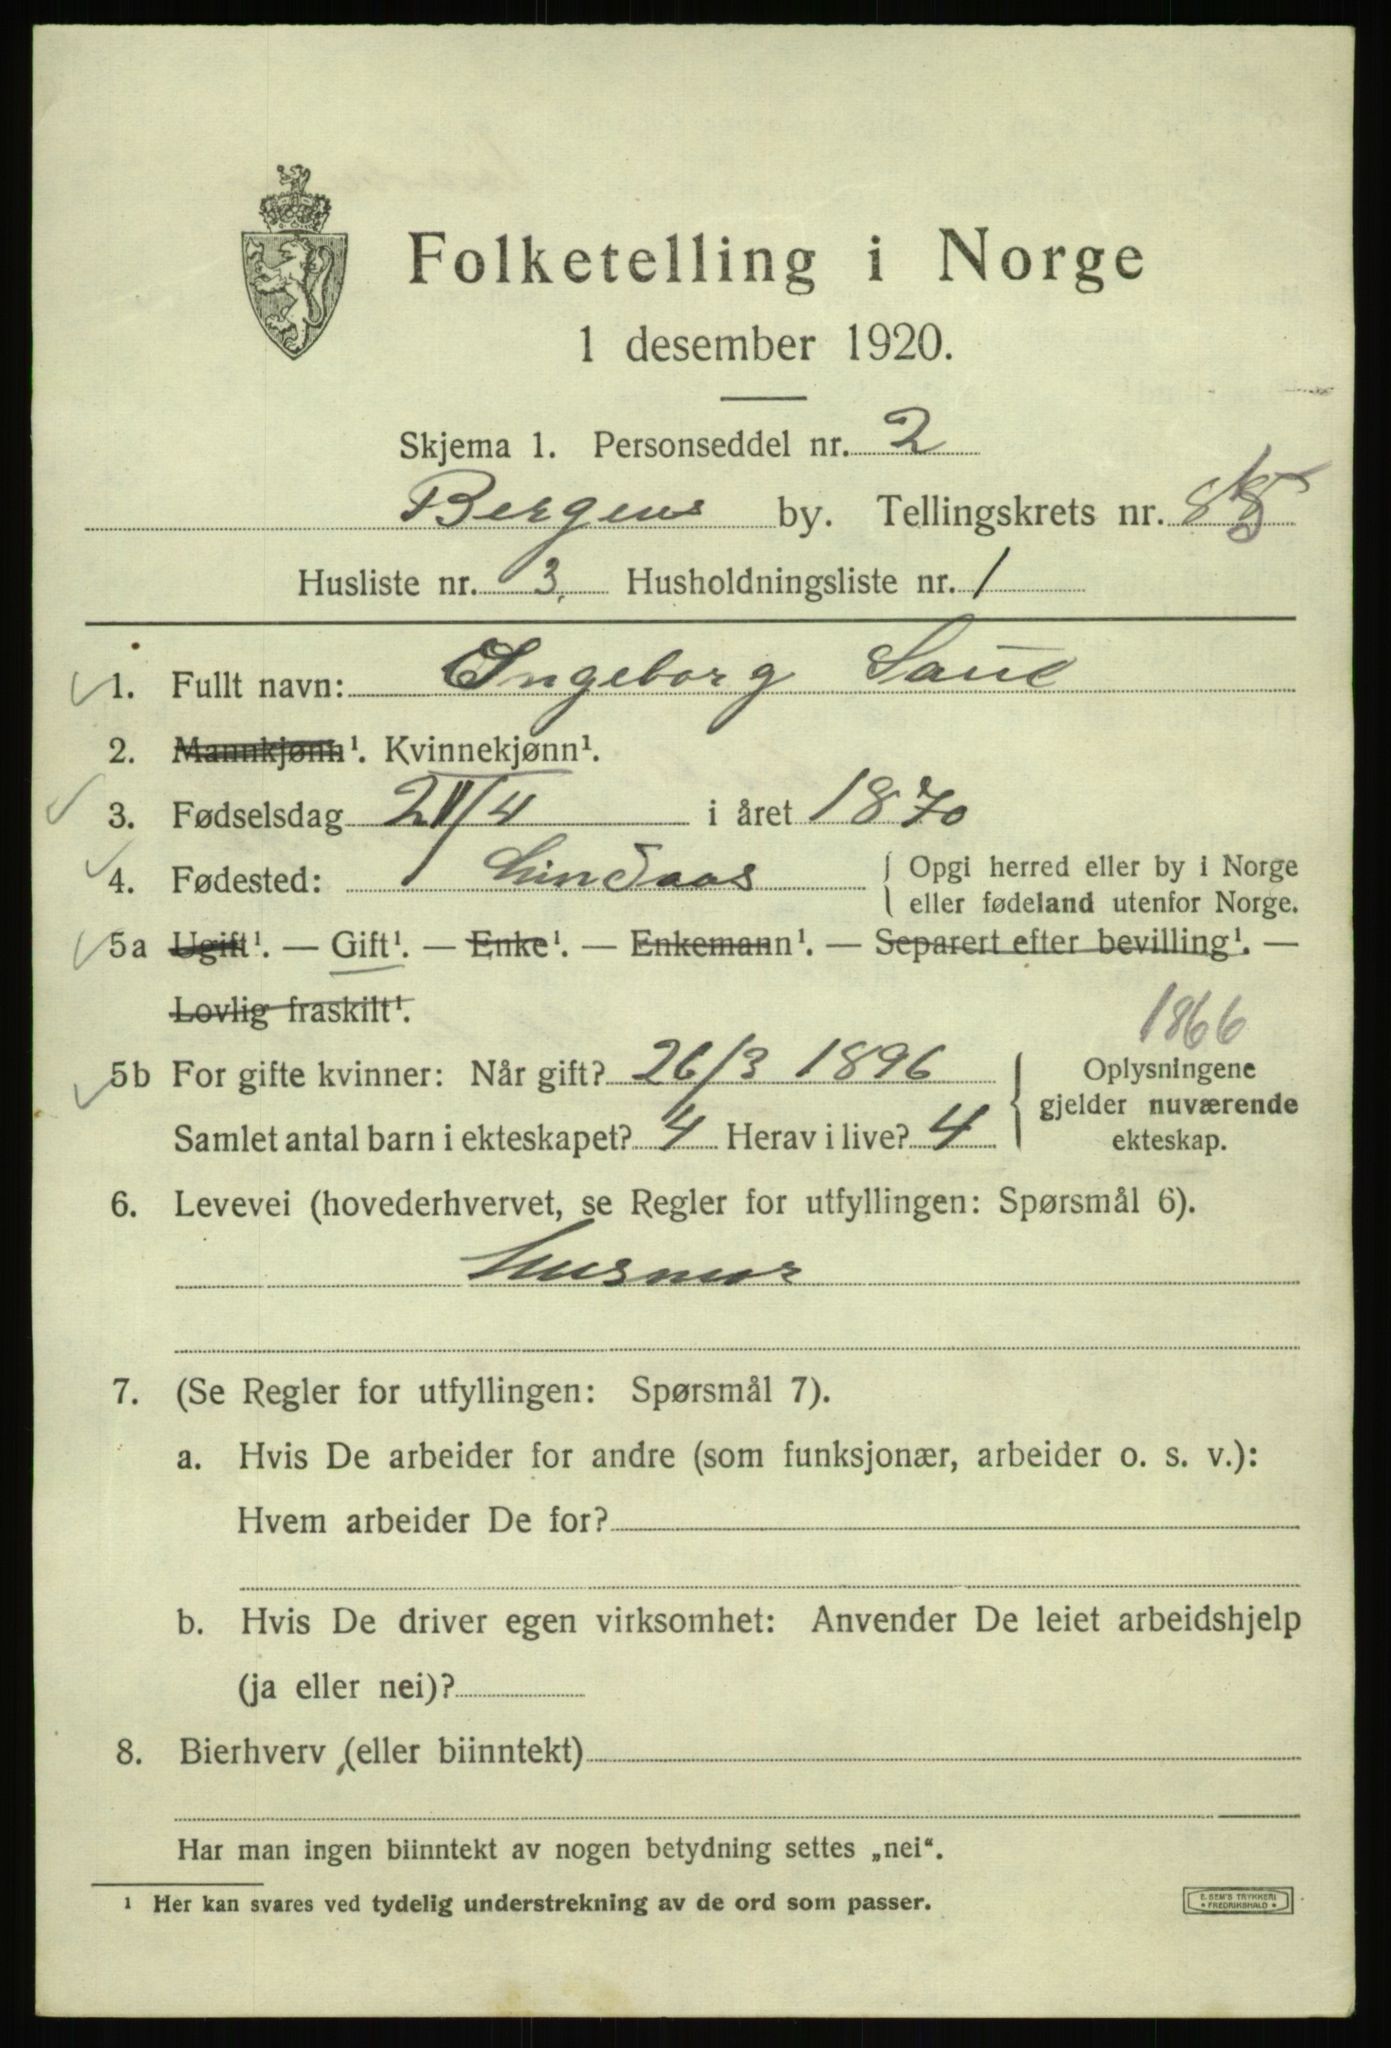 Folketelling i Norge
1 desember 1920.
Skjema 1. Personseddel nr. 2
Bergens by. Tellingskrets nr.
Husliste nr. 3. Husholdningsliste nr. 1
1. Fullt navn: Ingeborg Saue
2. Mannkjønn¹. Kvinnekjønn¹.
3. Fødselsdag i året 1870
4. Fødested: Lindaas { Opgi herred eller by i Norge
eller fødeland utenfor Norge.
5a Ugift¹. — Gift¹. — Enke¹. — Enkemann¹. — Separert efter bevilling¹. —
Lovlig fraskilt¹.
1866
5b For gifte kvinner: Når gift? 26/3 1896
Samlet antal barn i ekteskapet? 4 Herav i live? 4
{ Oplysningene
gjelder nuværende
ekteskap.
6. Levevei (hovederhvervet, se Regler for utfyllingen: Spørsmål 6).
Husmor
7. (Se Regler for utfyllingen: Spørsmål 7).
a. Hvis De arbeider for andre (som funksjonær, arbeider o. s. v.):
Hvem arbeider De for?
b. Hvis De driver egen virksomhet: Anvender De leiet arbeidshjelp
(ja eller nei)?
8. Bierhverv (eller biinntekt)
Har man ingen biinntekt av nogen betydning settes „nei“.
¹ Her kan svares ved tydelig understrekning av de ord som passer.
E. SEM'S TRYKKERI
* FREDRIKSHALD *